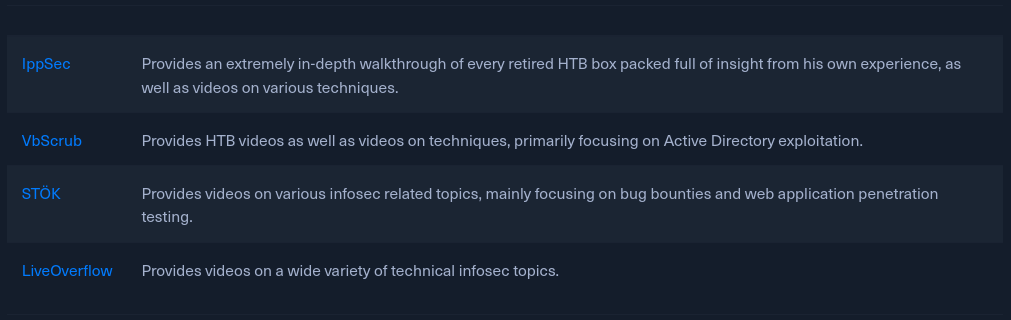 IppSec Provides an extremely in-depth walkthrough of every retired HTB box packed full of insight from his own experience, as
well as videos on various techniques.
VbScrub Provides HTB videos as well as videos on techniques, primarily focusing on Active Directory exploitation.
STÖK Provides videos on various infosec related topics, mainly focusing on bug bounties and web application penetration
testing.
LiveOverflow Provides videos on a wide variety of technical infosec topics.